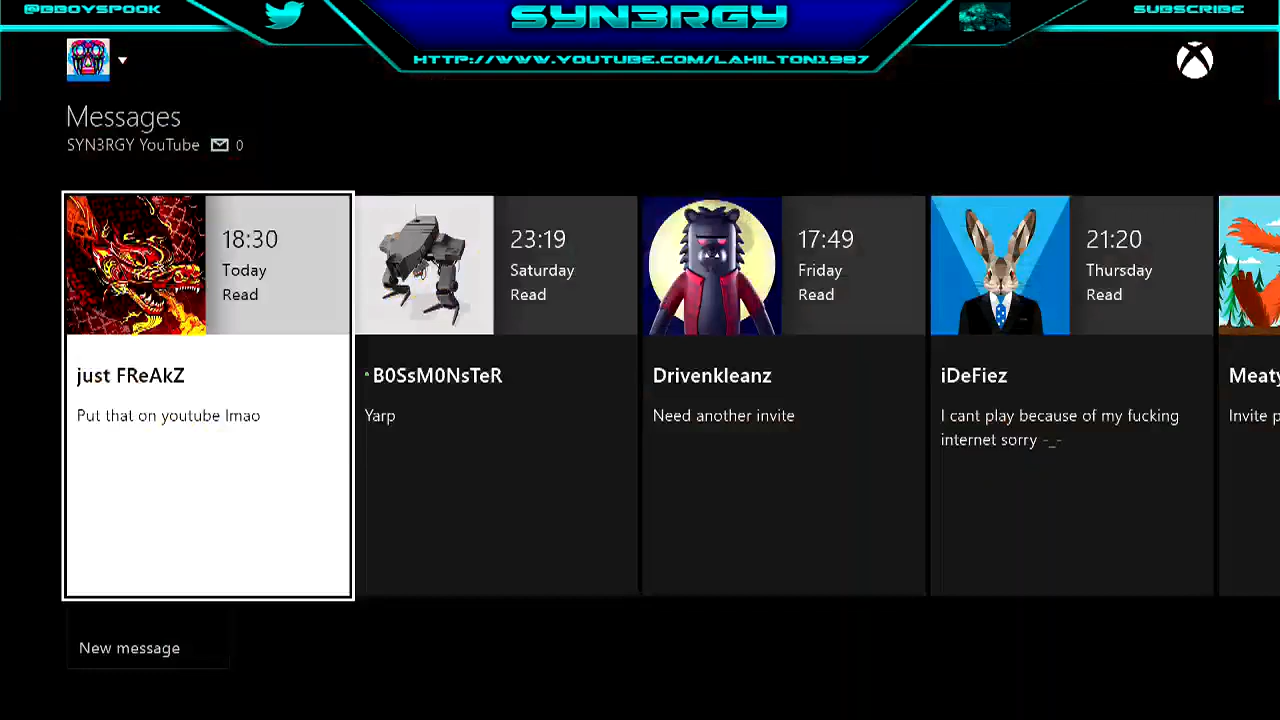 @BBOYSPOOK
SYN3RGY
SUBSCRIBE
HTTP://WWW.YOUTUBE.COM/LAHILTON1987
Messages
SYN3RGY YouTube 0
18:30
Today
Read
just FReAkZ
Put that on youtube lmao
23:19
Saturday
Read
B0SsM0NsTeR
Yarp
17:49
Friday
Read
Drivenkleanz
Need another invite
21:20
Thursday
Read
iDeFiez
I cant play because of my fucking
internet sorry -_-
Meaty
Invite p
New message